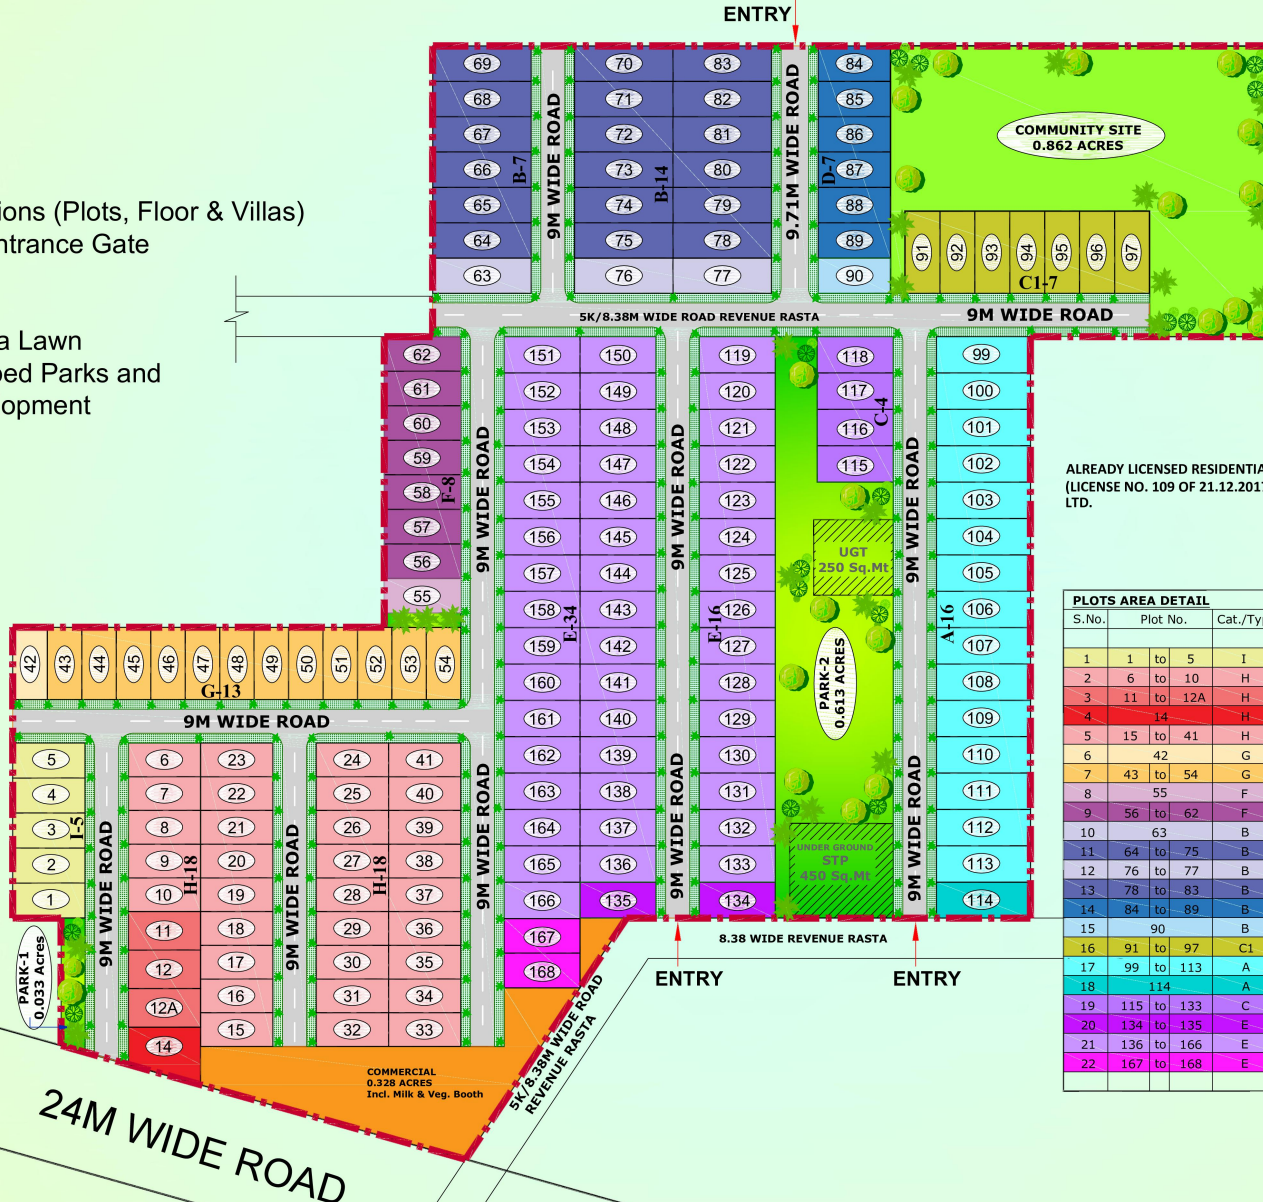 ENTRY
69
68
67
66
65
64
63
B-7
9M WIDE ROAD
70
71
72
73
74
75
76
B-14
83
82
81
80
79
78
77
9.71M WIDE ROAD
84
85
86
87
88
89
90
D-7
COMMUNITY SITE
0.862 ACRES
91
92
93
94
95
96
97
C1-7
ions (Plots, Floor & Villas)
ntrance Gate
a Lawn
ped Parks and
lopment
5K/8.38M WIDE ROAD REVENUE RASTA
9M WIDE ROAD
62
61
60
59
58
57
56
55
F-8
9M WIDE ROAD
151
152
153
154
155
156
157
158
159
160
161
162
163
164
165
166
167
168
E-34
150
149
148
147
146
145
144
143
142
141
140
139
138
137
136
135
9M WIDE ROAD
9M WIDE ROAD
119
120
121
122
123
124
125
126
127
128
129
130
131
132
133
134
E-16
118
117
116
115
C-4
UGT
250 Sq.Mt
PARK-2
0.613 ACRES
UNDER GROUND
STP
450 Sq.Mt
9M WIDE ROAD
9M WIDE ROAD
99
100
101
102
103
104
105
106
107
108
109
110
111
112
113
114
A-16
42
43
44
45
46
47
48
49
50
51
52
53
54
G-13
9M WIDE ROAD
5
4
3
2
1
I-5
9M WIDE ROAD
6
7
8
9
10
11
12
12A
14
H-18
23
22
21
20
19
18
17
16
15
9M WIDE ROAD
24
25
26
27
28
29
30
31
32
H-18
41
40
39
38
37
36
35
34
33
9M WIDE ROAD
PARK-1
0.033 Acres
COMMERCIAL
0.328 ACRES
Incl. Milk & Veg. Booth
5K/8.38M WIDE ROAD
REVENUE RASTA
24M WIDE ROAD
8.38 WIDE REVENUE RASTA
ENTRY
ENTRY
ALREADY LICENSED RESIDENTIA
(LICENSE NO. 109 OF 21.12.2017
LTD.
PLOTS AREA DETAIL
S.No. Plot No. Cat./Typ
1 1 to 5 I
2 6 to 10 H
3 11 to 12A H
4 14 H
5 15 to 41 H
6 42 G
7 43 to 54 G
8 55 F
9 56 to 62 F
10 63 B
11 64 to 75 B
12 76 to 77 B
13 78 to 83 B
14 84 to 89 B
15 90 B
16 91 to 97 C1
17 99 to 113 A
18 114 A
19 115 to 133 C
20 134 to 135 E
21 136 to 166 E
22 167 to 168 E